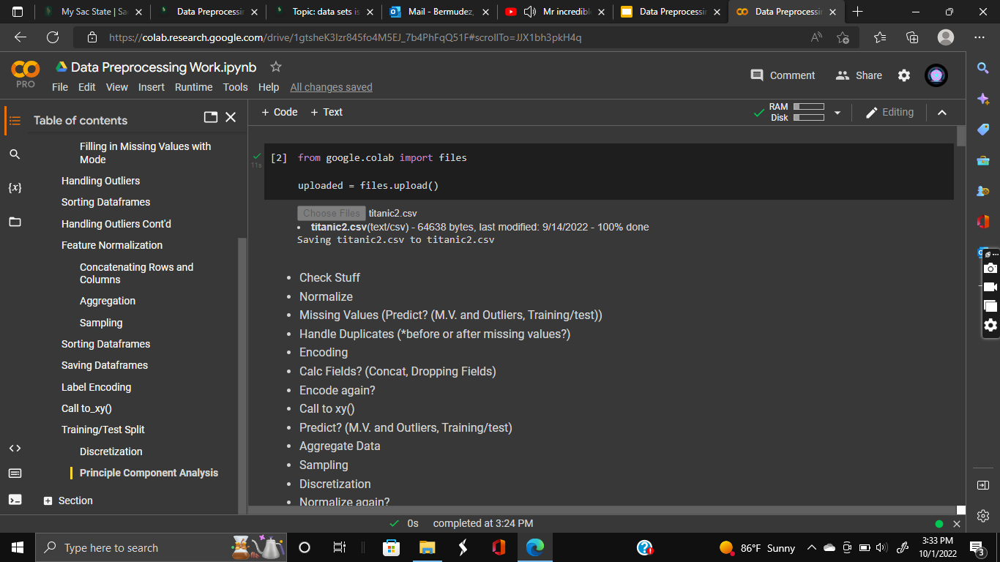 My Sac State | Sa
Data Preprocessi
Topic: data sets is
Mail - Bermudez,
Mr incredibl
Data Preprocessi
Data Preprocessi
https://colab.research.google.com/drive/1gtsheK3Izr845fo4M5EJ_7b4PhFqQ51F#scrollTo=JJX1bh3pkH4q
PRO
Data Preprocessing Work.ipynb
File Edit View Insert Runtime Tools Help All changes saved
Comment
Share
Table of contents
+ Code + Text
RAM
Disk
Editing
Filling in Missing Values with
Mode
Handling Outliers
Sorting Dataframes
Handling Outliers Cont'd
Feature Normalization
Concatenating Rows and
Columns
Aggregation
Sampling
Sorting Dataframes
Saving Dataframes
Label Encoding
Call to_xy()
Training/Test Split
Discretization
Principle Component Analysis
Section
11s
[2] from google.colab import files
uploaded = files.upload()
Choose Files titanic2.csv
• titanic2.csv(text/csv) - 64638 bytes, last modified: 9/14/2022 - 100% done
Saving titanic2.csv to titanic2.csv
• Check Stuff
• Normalize
• Missing Values (Predict? (M.V. and Outliers, Training/test))
• Handle Duplicates (*before or after missing values?)
• Encoding
• Calc Fields? (Concat, Dropping Fields)
• Encode again?
• Call to xy()
• Predict? (M.V. and Outliers, Training/test)
• Aggregate Data
• Sampling
• Discretization
• Normalize again?
0s completed at 3:24 PM
Type here to search
86°F Sunny
3:33 PM
10/1/2022
3